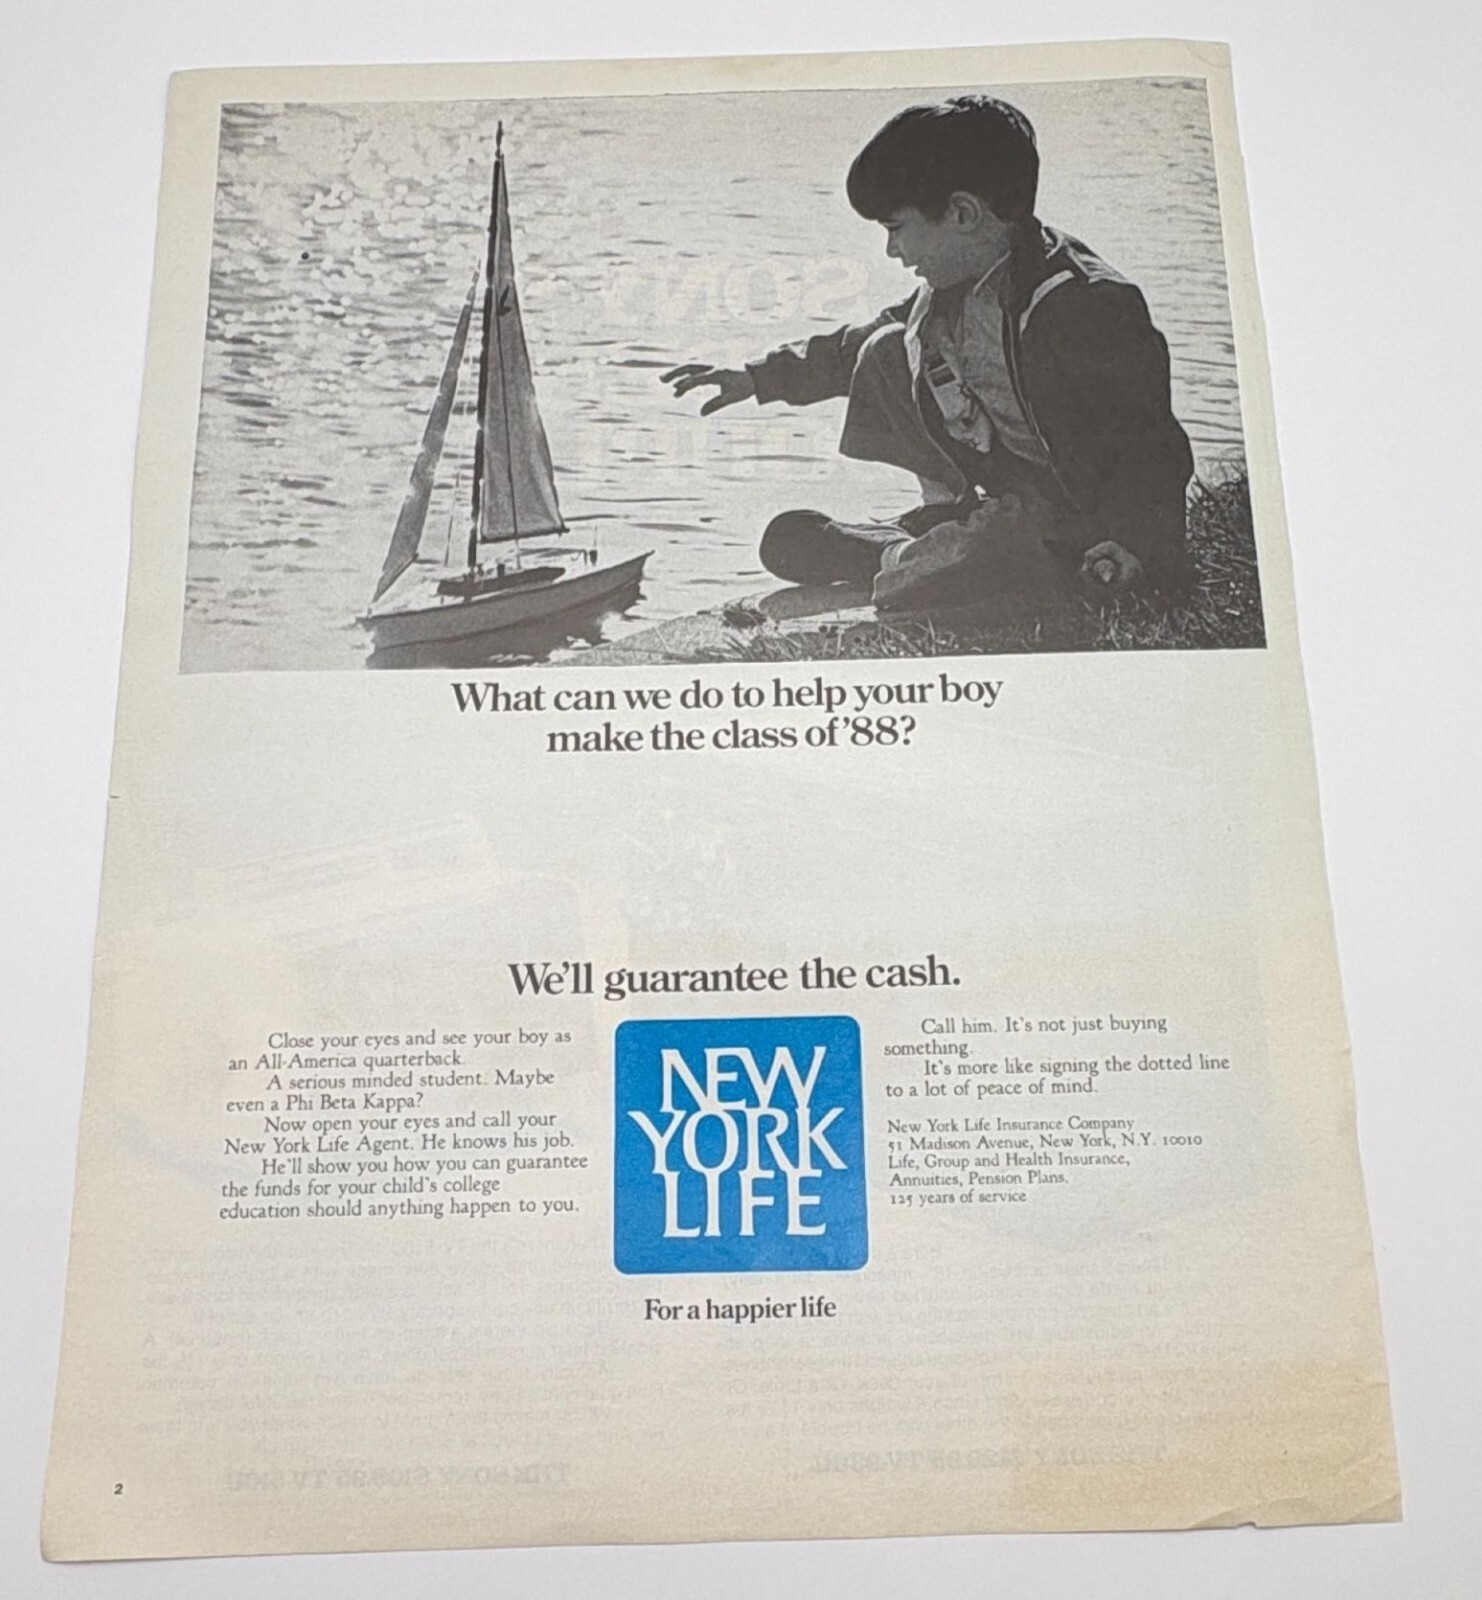 What can we do to help your boy
make the class of '88?
We'll guarantee the cash.
Close your eyes and see your boy as
an All-America quarterback.
A serious minded student. Maybe
even a Phi Beta Kappa?
Now open your eyes and call your
New York Life Agent. He knows his job.
He'll show you how you can guarantee
the funds for your child's college
education should anything happen to you.
NEW
YORK
LIFE
For a happier life
Call him. It's not just buying
something.
It's more like signing the dotted line
to a lot of peace of mind.
New York Life Insurance Company
51 Madison Avenue, New York, N.Y. 10010
Life, Group and Health Insurance,
Annuities, Pension Plans.
125 years of service
2
SONY